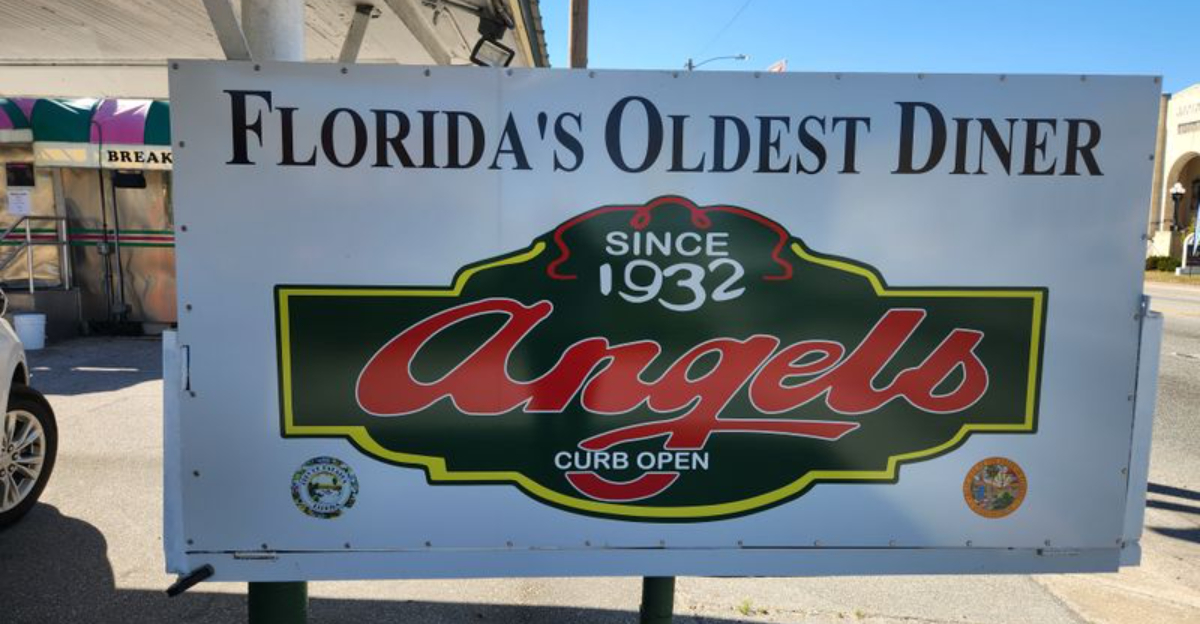 FLORIDA'S OLDEST DINER
BREAK
SINCE
1932
Angels
CURB OPEN